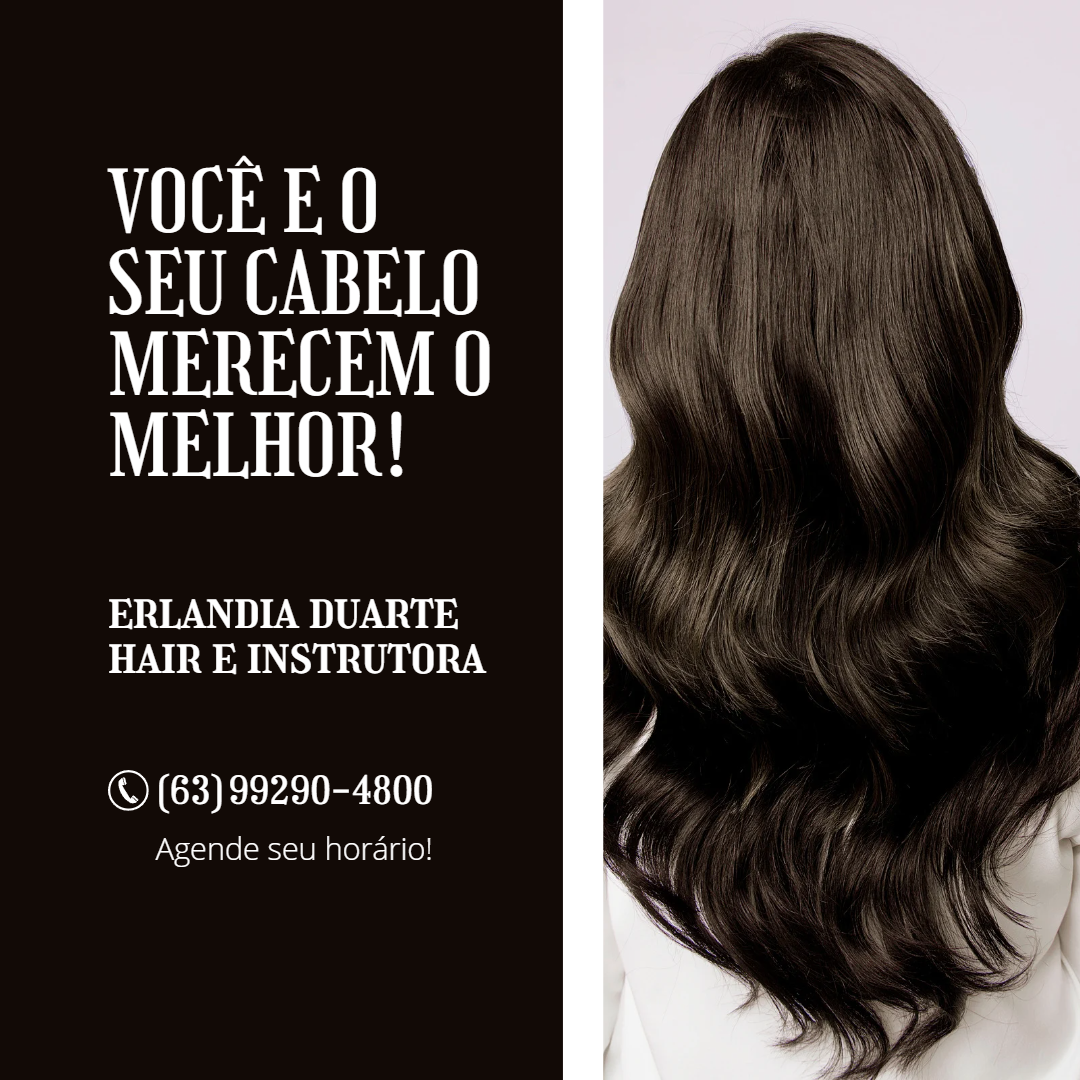 VOCÊ E O
SEU CABELO
MERECEM O
MELHOR!
ERLANDIA DUARTE
HAIR E INSTRUTORA
(63) 99290-4800
Agende seu horário!